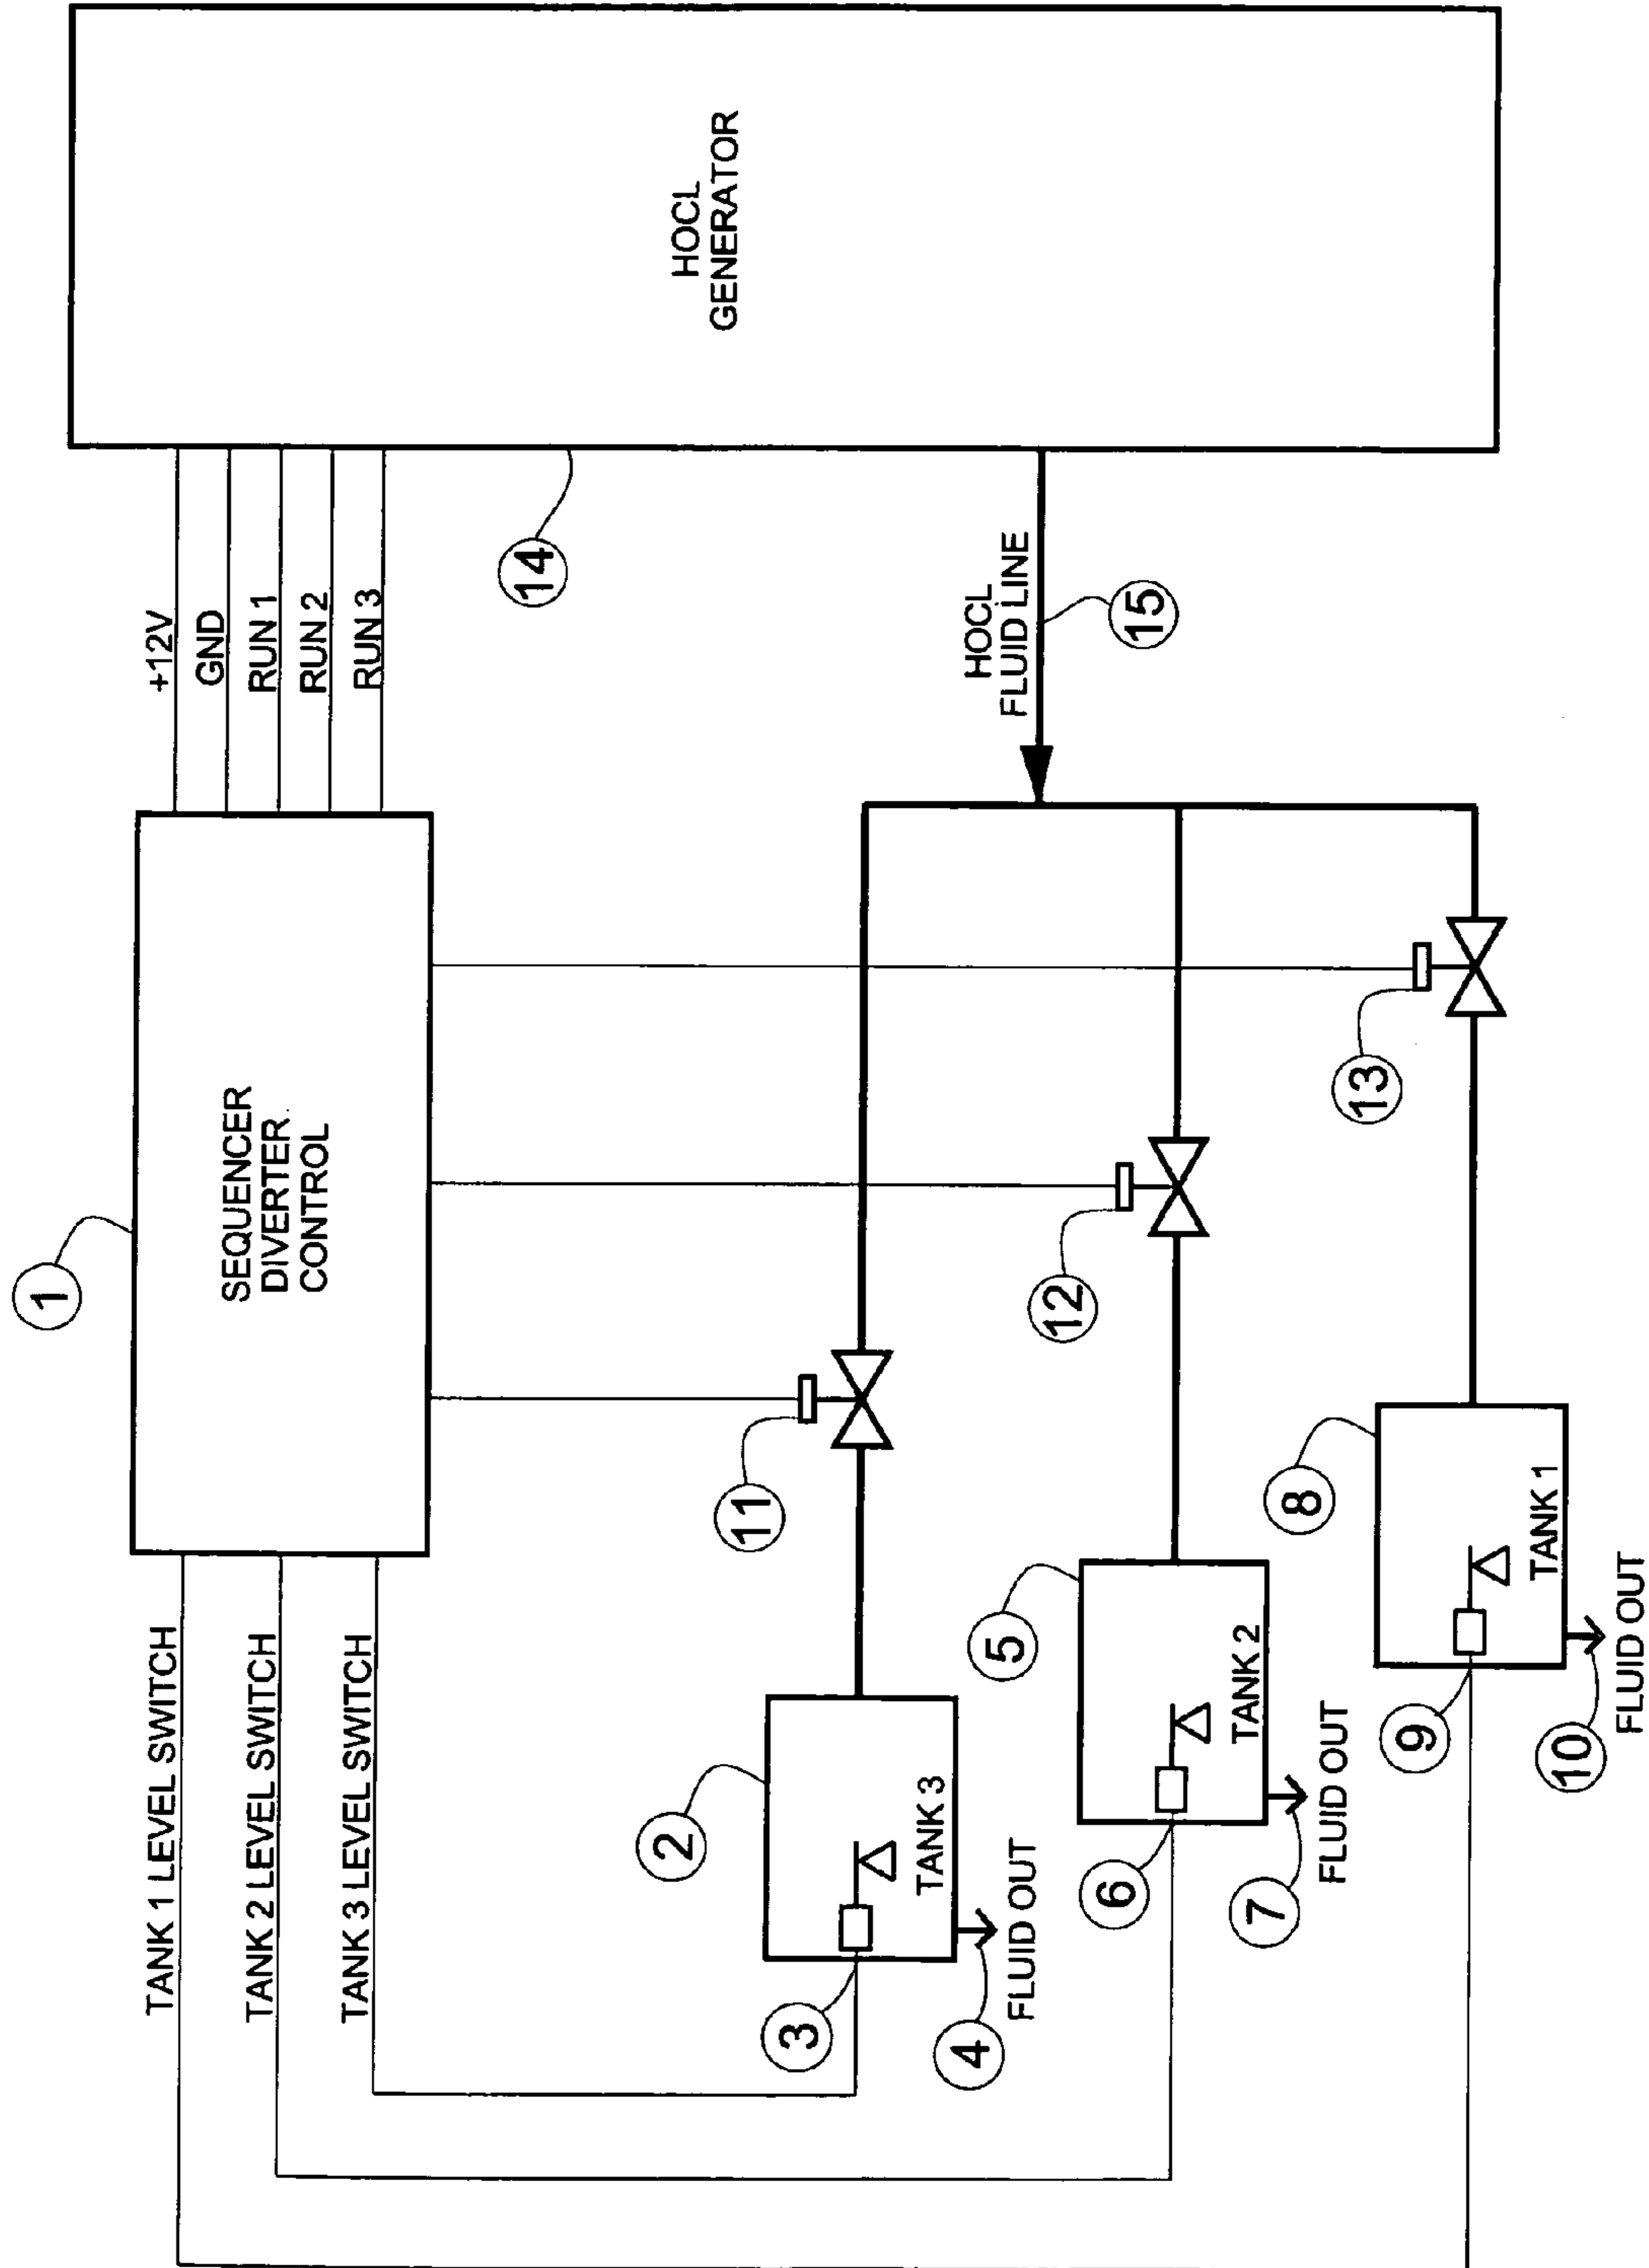 HOCL
GENERATOR
+12V
GND
RUN 1
RUN 2
RUN 3
14
HOCL
FLUID LINE
15
1
SEQUENCER
DIVERTER
CONTROL
11
12
13
TANK 1 LEVEL SWITCH
TANK 2 LEVEL SWITCH
TANK 3 LEVEL SWITCH
2
TANK 3
3
4
FLUID OUT
5
TANK 2
6
7
FLUID OUT
8
TANK 1
9
10
FLUID OUT